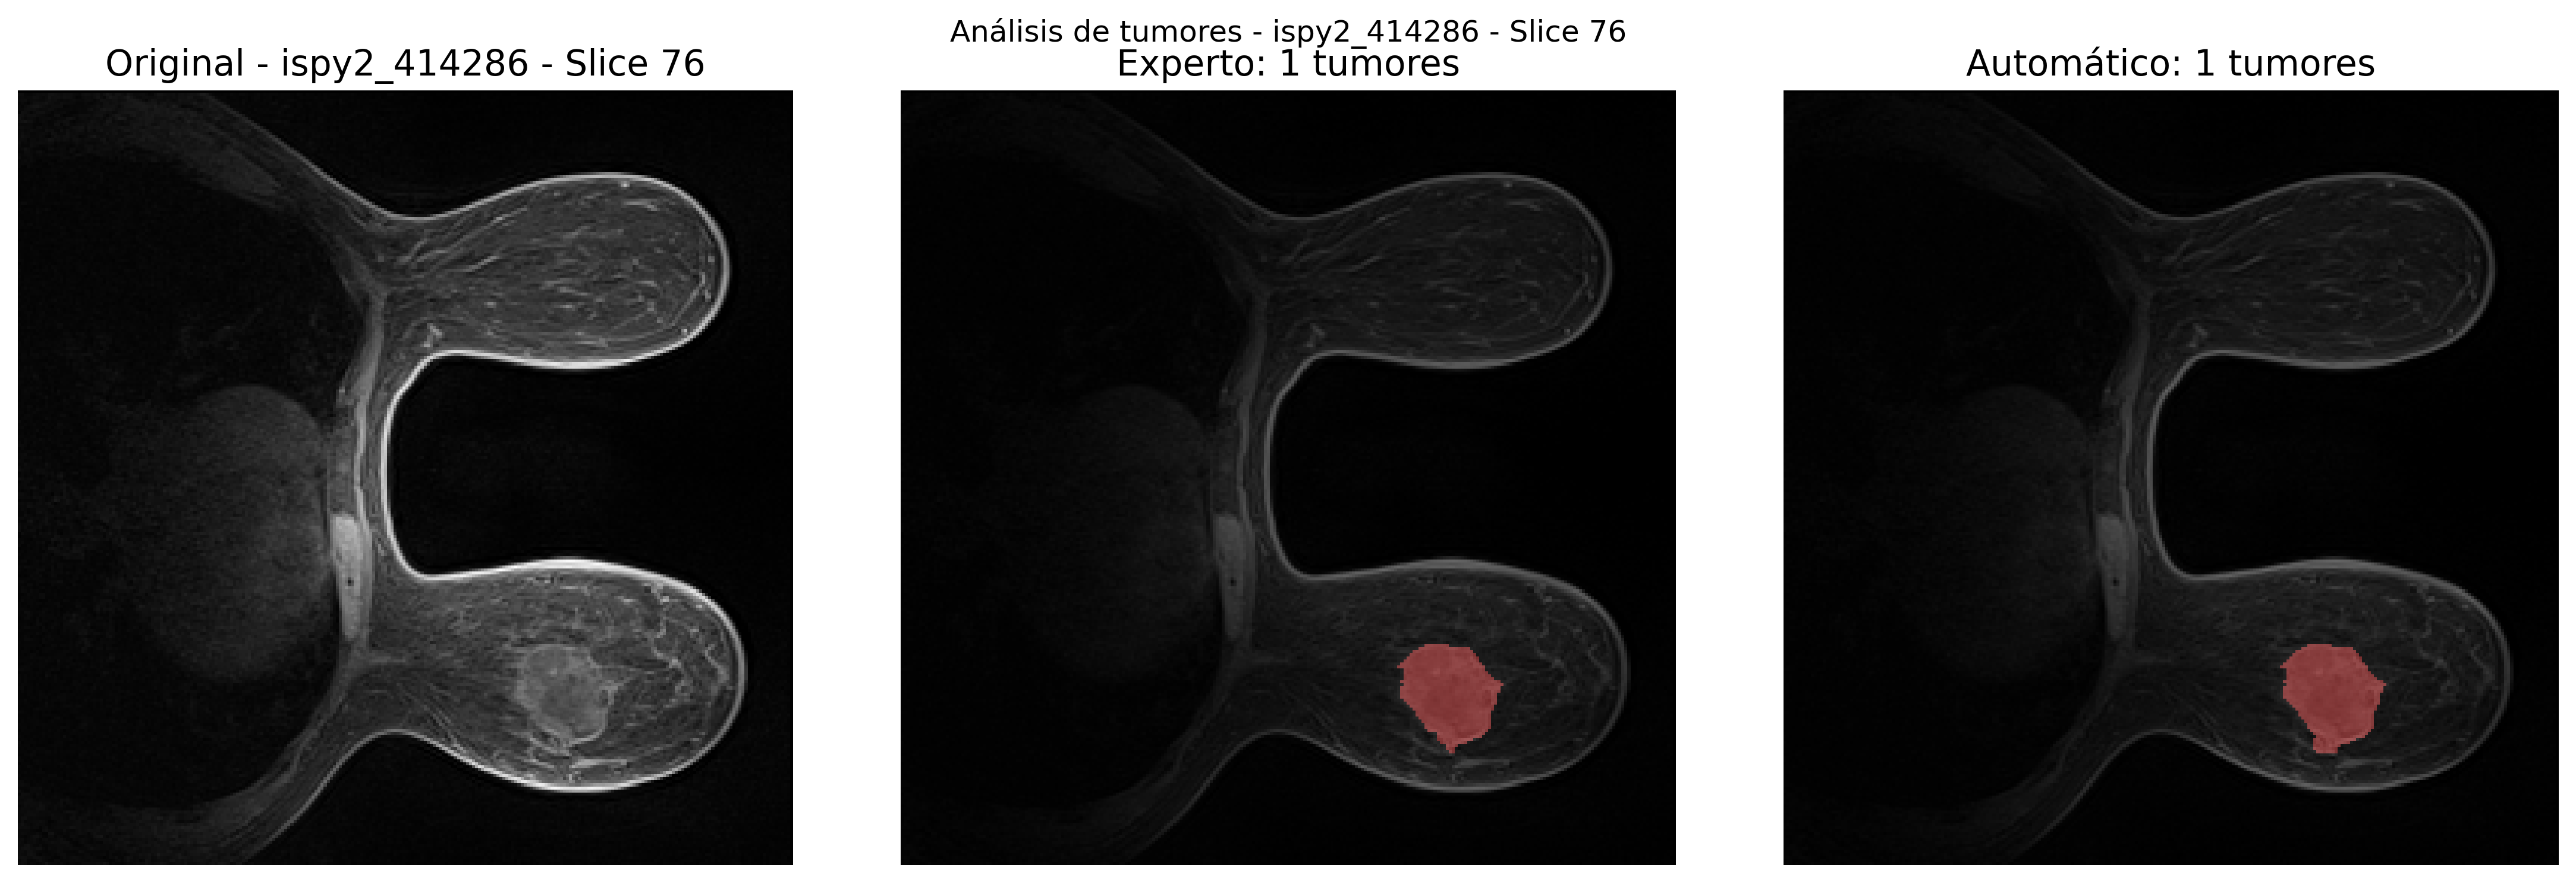 Análisis de tumores - ispy2_414286 - Slice 76
Original - ispy2_414286 - Slice 76
Experto: 1 tumores
Automático: 1 tumores